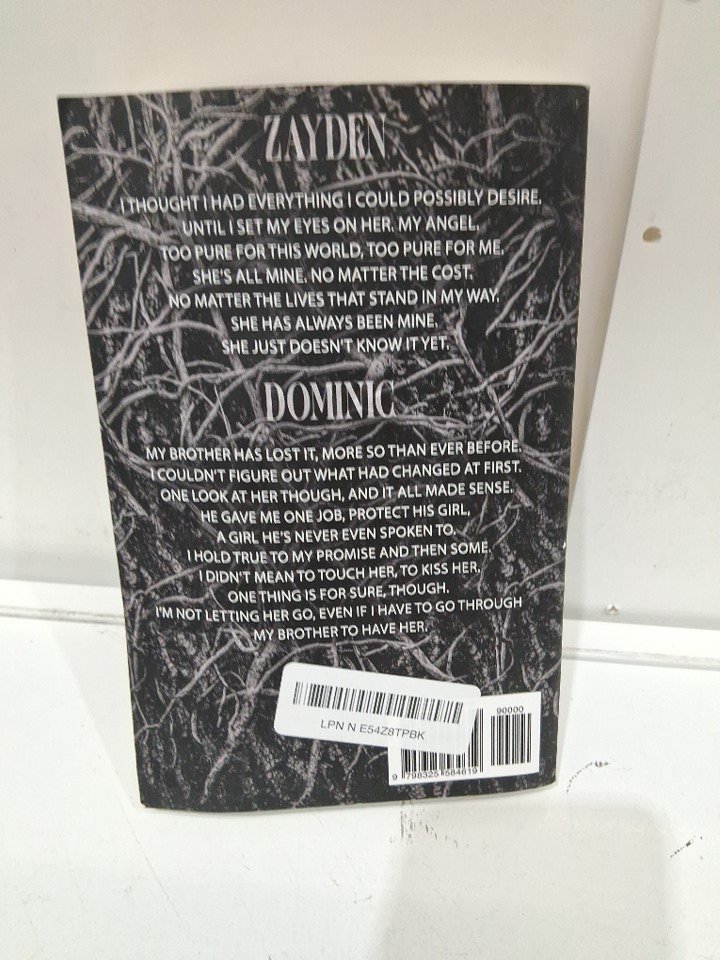 ZAYDEN
I THOUGHT I HAD EVERYTHING I COULD POSSIBLY DESIRE.
UNTIL I SET MY EYES ON HER. MY ANGEL.
TOO PURE FOR THIS WORLD, TOO PURE FOR ME.
SHE'S ALL MINE. NO MATTER THE COST.
NO MATTER THE LIVES THAT STAND IN MY WAY.
SHE HAS ALWAYS BEEN MINE.
SHE JUST DOESN'T KNOW IT YET.
DOMINIC
MY BROTHER HAS LOST IT, MORE SO THAN EVER BEFORE.
I COULDN'T FIGURE OUT WHAT HAD CHANGED AT FIRST.
ONE LOOK AT HER THOUGH, AND IT ALL MADE SENSE.
HE GAVE ME ONE JOB, PROTECT HIS GIRL,
A GIRL HE'S NEVER EVEN SPOKEN TO.
I HOLD TRUE TO MY PROMISE AND THEN SOME.
I DIDN'T MEAN TO TOUCH HER, TO KISS HER.
ONE THING IS FOR SURE, THOUGH.
I'M NOT LETTING HER GO, EVEN IF I HAVE TO GO THROUGH
MY BROTHER TO HAVE HER.
LPN N E54Z8TPBK
90000
9 798325 584619